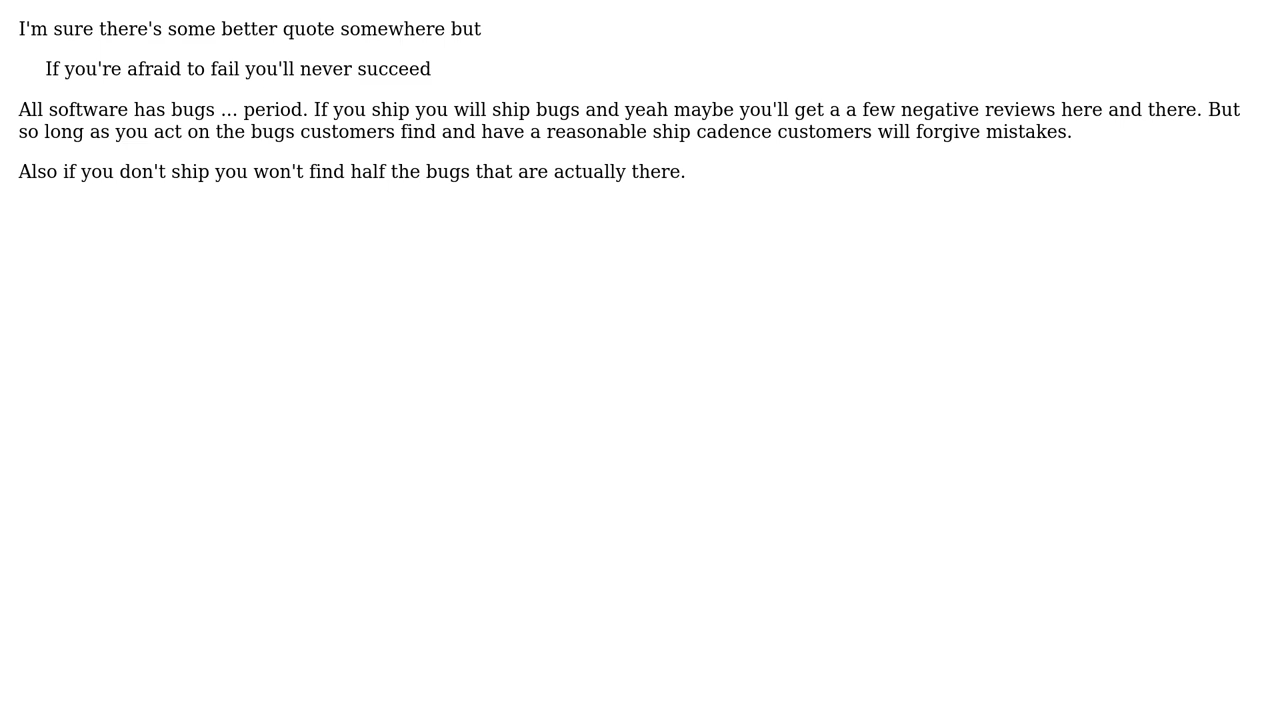 I'm sure there's some better quote somewhere but
If you're afraid to fail you'll never succeed
All software has bugs ... period. If you ship you will ship bugs and yeah maybe you'll get a a few negative reviews here and there. But
so long as you act on the bugs customers find and have a reasonable ship cadence customers will forgive mistakes.
Also if you don't ship you won't find half the bugs that are actually there.